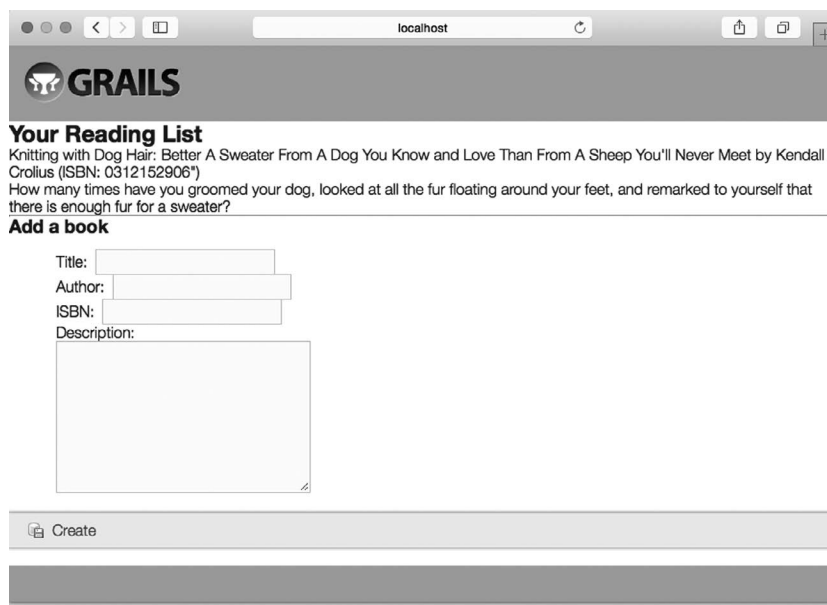 localhost
GRAILS
Your Reading List
Knitting with Dog Hair: Better A Sweater From A Dog You Know and Love Than From A Sheep You'll Never Meet by Kendall
Crolius (ISBN: 0312152906")
How many times have you groomed your dog, looked at all the fur floating around your feet, and remarked to yourself that
there is enough fur for a sweater?
Add a book
Title:
Author:
ISBN:
Description:
Create